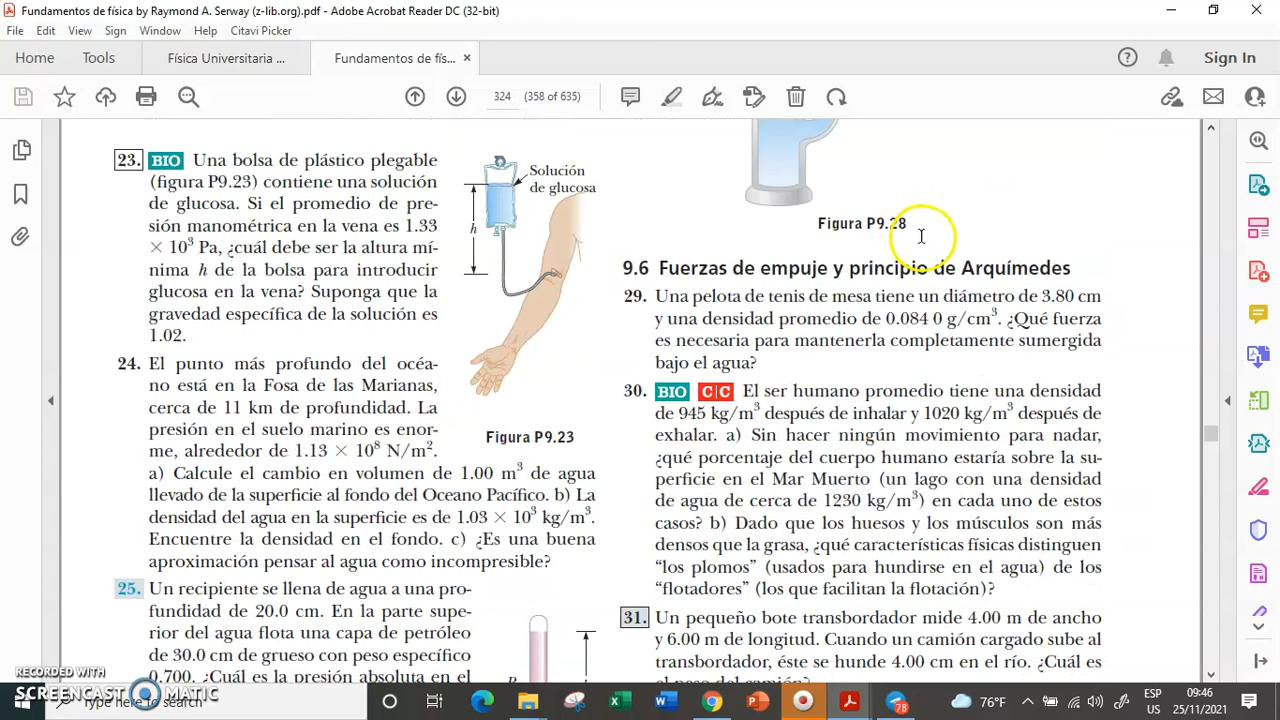 Fundamentos de física by Raymond A. Serway (z-lib.org).pdf - Adobe Acrobat Reader DC (32-bit)
File Edit View Sign Window Help Citavi Picker
Home Tools Física Universitaria ... Fundamentos de fís... × Sign In
324 (358 of 635)
23. BIO Una bolsa de plástico plegable
(figura P9.23) contiene una solución
de glucosa. Si el promedio de pre-
sión manométrica en la vena es 1.33
× 10³ Pa, ¿cuál debe ser la altura mí-
nima h de la bolsa para introducir
glucosa en la vena? Suponga que la
gravedad específica de la solución es
1.02.
Solución
de glucosa
h
Figura P9.23
24. El punto más profundo del océa-
no está en la Fosa de las Marianas,
cerca de 11 km de profundidad. La
presión en el suelo marino es enor-
me, alrededor de 1.13 × 10⁸ N/m².
a) Calcule el cambio en volumen de 1.00 m³ de agua
llevado de la superficie al fondo del Oceano Pacífico. b) La
densidad del agua en la superficie es de 1.03 × 10³ kg/m³.
Encuentre la densidad en el fondo. c) ¿Es una buena
aproximación pensar al agua como incompresible?
25. Un recipiente se llena de agua a una pro-
fundidad de 20.0 cm. En la parte supe-
rior del agua flota una capa de petróleo
de 30.0 cm de grueso con peso específico
0.700. ¿Cuál es la presión absoluta en el
Figura P9.28
9.6 Fuerzas de empuje y principio de Arquímedes
29. Una pelota de tenis de mesa tiene un diámetro de 3.80 cm
y una densidad promedio de 0.084 0 g/cm³. ¿Qué fuerza
es necesaria para mantenerla completamente sumergida
bajo el agua?
30. BIO C|C El ser humano promedio tiene una densidad
de 945 kg/m³ después de inhalar y 1020 kg/m³ después de
exhalar. a) Sin hacer ningún movimiento para nadar,
¿qué porcentaje del cuerpo humano estaría sobre la su-
perficie en el Mar Muerto (un lago con una densidad
de agua de cerca de 1230 kg/m³) en cada uno de estos
casos? b) Dado que los huesos y los músculos son más
densos que la grasa, ¿qué características físicas distinguen
"los plomos" (usados para hundirse en el agua) de los
"flotadores" (los que facilitan la flotación)?
31. Un pequeño bote transbordador mide 4.00 m de ancho
y 6.00 m de longitud. Cuando un camión cargado sube al
transbordador, éste se hunde 4.00 cm en el río. ¿Cuál es
el peso del camión?
RECORDED WITH
SCREENCAST MATIC
here to search
78
76°F
ESP
US
09:46
25/11/2021